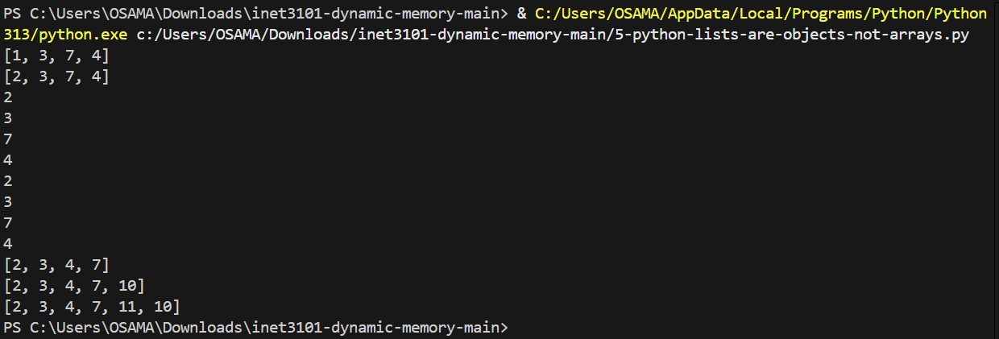 PS C:\Users\OSAMA\Downloads\inet3101-dynamic-memory-main> & C:/Users/OSAMA/AppData/Local/Programs/Python/Python
313/python.exe c:/Users/OSAMA/Downloads/inet3101-dynamic-memory-main/5-python-lists-are-objects-not-arrays.py
[1, 3, 7, 4]
[2, 3, 7, 4]
2
3
7
4
2
3
7
4
[2, 3, 4, 7]
[2, 3, 4, 7, 10]
[2, 3, 4, 7, 11, 10]
PS C:\Users\OSAMA\Downloads\inet3101-dynamic-memory-main>